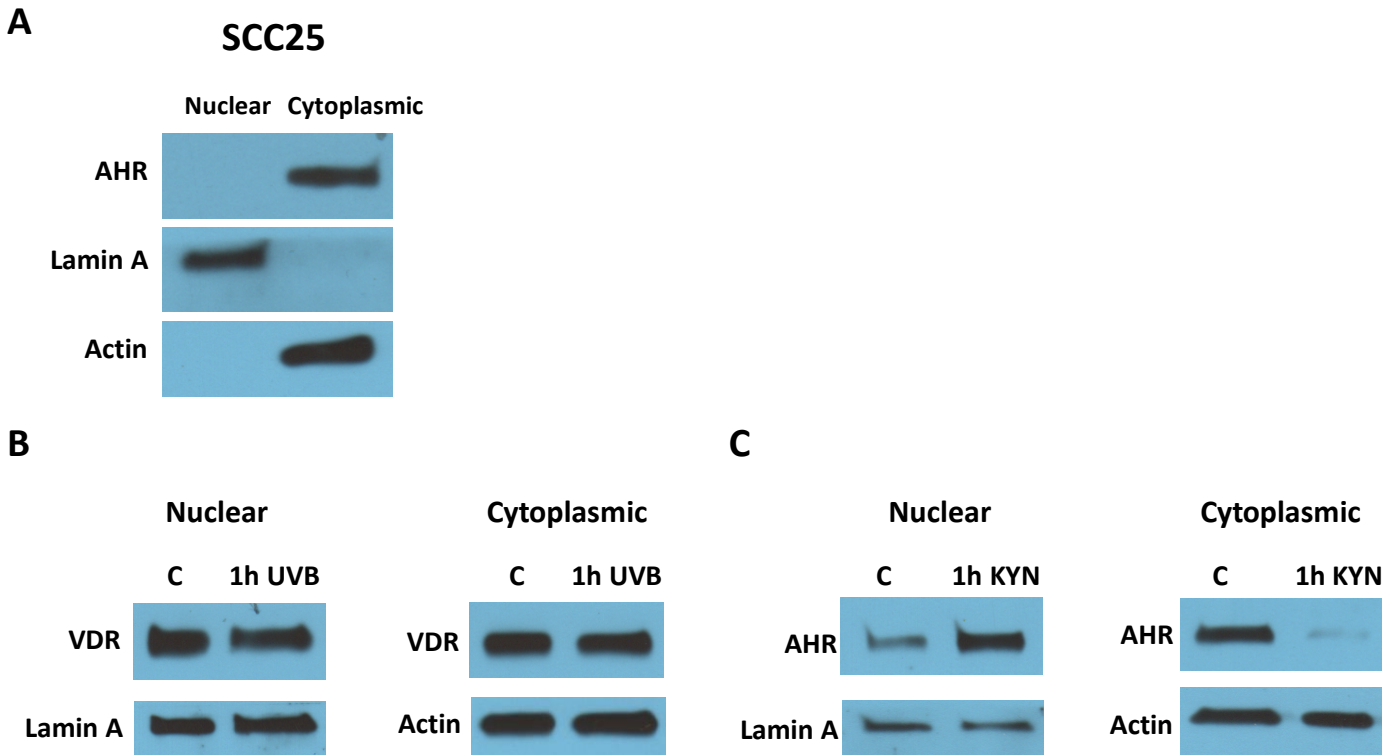 A
SCC25
Nuclear Cytoplasmic
AHR
Lamin A
Actin
B
Nuclear Cytoplasmic
C 1h UVB C 1h UVB
VDR VDR
Lamin A Actin
C
Nuclear Cytoplasmic
C 1h KYN C 1h KYN
AHR AHR
Lamin A Actin